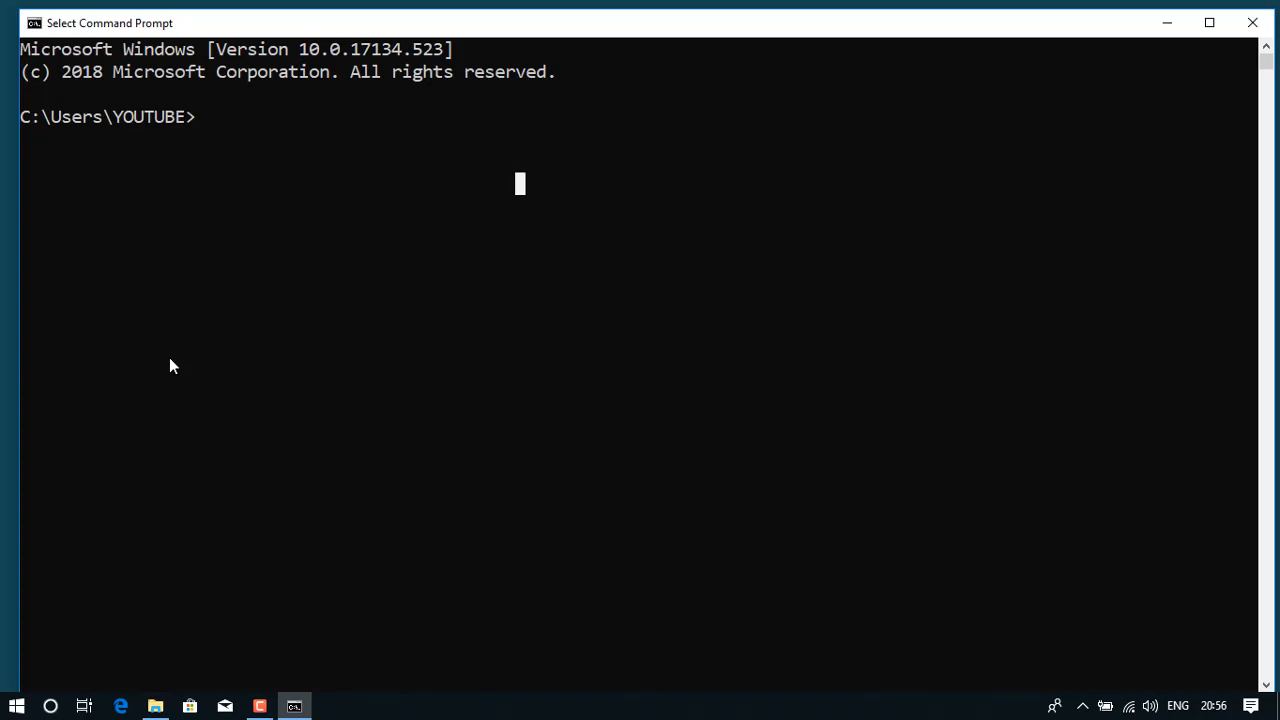 Select Command Prompt
Microsoft Windows [Version 10.0.17134.523]
(c) 2018 Microsoft Corporation. All rights reserved.
C:\Users\YOUTUBE>
ENG
20:56